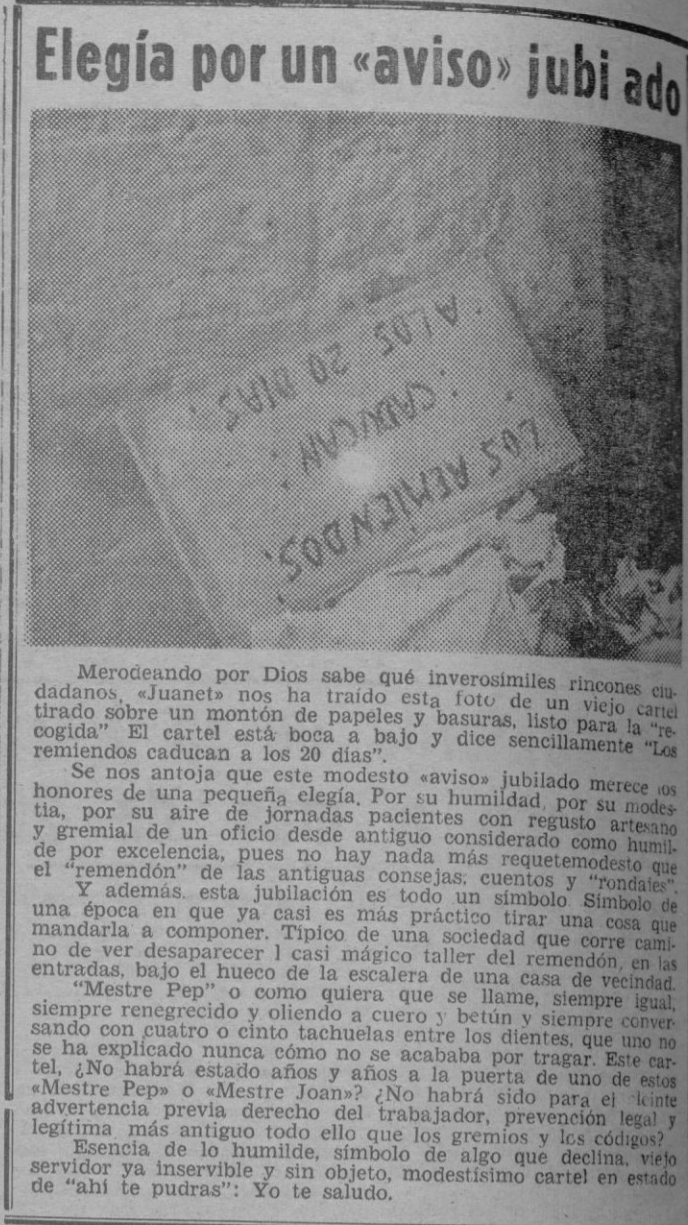 Elegía por un «aviso» jubi ado
LOS REMIENDOS.
CADUCAN
A LOS 20 DIAS.
Merodeando por Dios sabe qué inverosímiles rincones ciu-
dadanos, «Juanet» nos ha traído esta foto de un viejo cartel
tirado sobre un montón de papeles y basuras, listo para la "re-
cogida" El cartel está boca a bajo y dice sencillamente "Los
remiendos caducan a los 20 días".
Se nos antoja que este modesto «aviso» jubilado merece los
honores de una pequeña elegía. Por su humildad, por su modes-
tia, por su aire de jornadas pacientes con regusto artesano
y gremial de un oficio desde antiguo considerado como humil-
de por excelencia, pues no hay nada más requetemodesto que
el "remendón" de las antiguas consejas, cuentos y "rondaies".
Y además, esta jubilación es todo un símbolo. Símbolo de
una época en que ya casi es más práctico tirar una cosa que
mandarla a componer. Típico de una sociedad que corre cami-
no de ver desaparecer l casi mágico taller del remendón, en las
entradas, bajo el hueco de la escalera de una casa de vecindad.
"Mestre Pep" o como quiera que se llame, siempre igual,
siempre renegrecido y oliendo a cuero y betún y siempre conver-
sando con cuatro o cinto tachuelas entre los dientes, que uno no
se ha explicado nunca cómo no se acababa por tragar. Este car-
tel, ¿No habrá estado años y años a la puerta de uno de estos
«Mestre Pep» o «Mestre Joan»? ¿No habrá sido para el
advertencia previa derecho del trabajador, prevención legal y
legítima más antiguo todo ello que los gremios y los códigos?
Esencia de lo humilde, símbolo de algo que declina, viejo
servidor ya inservible y sin objeto, modestísimo cartel en estado
de "ahí te pudras": Yo te saludo.